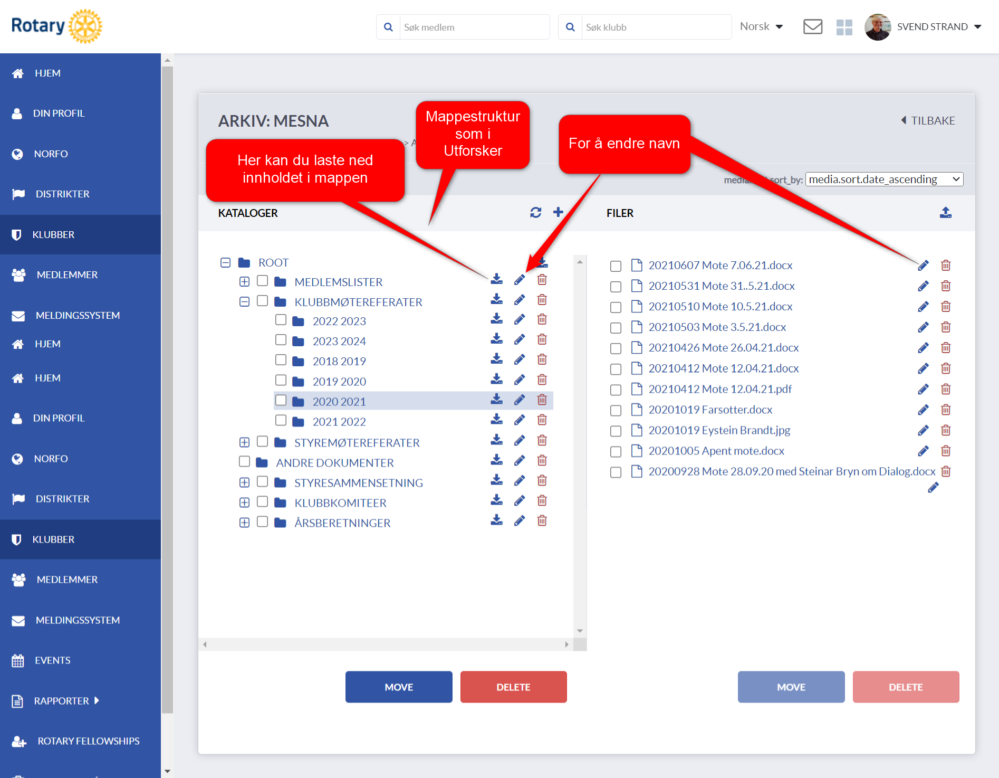 Rotary
Søk medlem
Søk klubb
Norsk
SVEND STRAND
HJEM
DIN PROFIL
NORFO
DISTRIKTER
KLUBBER
MEDLEMMER
MELDINGSSYSTEM
HJEM
HJEM
DIN PROFIL
NORFO
DISTRIKTER
KLUBBER
MEDLEMMER
MELDINGSSYSTEM
EVENTS
RAPPORTER
ROTARY FELLOWSHIPS
ARKIV: MESNA
TILBAKE
> A
Mappestruktur
som i
Utforsker
For å endre navn
Her kan du laste ned
innholdet i mappen
sort_by: media.sort.date_ascending
KATALOGER
ROOT
MEDLEMSLISTER
KLUBBMØTEREFERATER
2022 2023
2023 2024
2018 2019
2019 2020
2020 2021
2021 2022
STYREMØTEREFERATER
ANDRE DOKUMENTER
STYRESAMMENSETNING
KLUBBKOMITEER
ÅRSBERETNINGER
MOVE
DELETE
FILER
20210607 Mote 7.06.21.docx
20210531 Mote 31..5.21.docx
20210510 Mote 10.5.21.docx
20210503 Mote 3.5.21.docx
20210426 Mote 26.04.21.docx
20210412 Mote 12.04.21.docx
20210412 Mote 12.04.21.pdf
20201019 Farsotter.docx
20201019 Eystein Brandt.jpg
20201005 Apent mote.docx
20200928 Mote 28.09.20 med Steinar Bryn om Dialog.docx
MOVE
DELETE